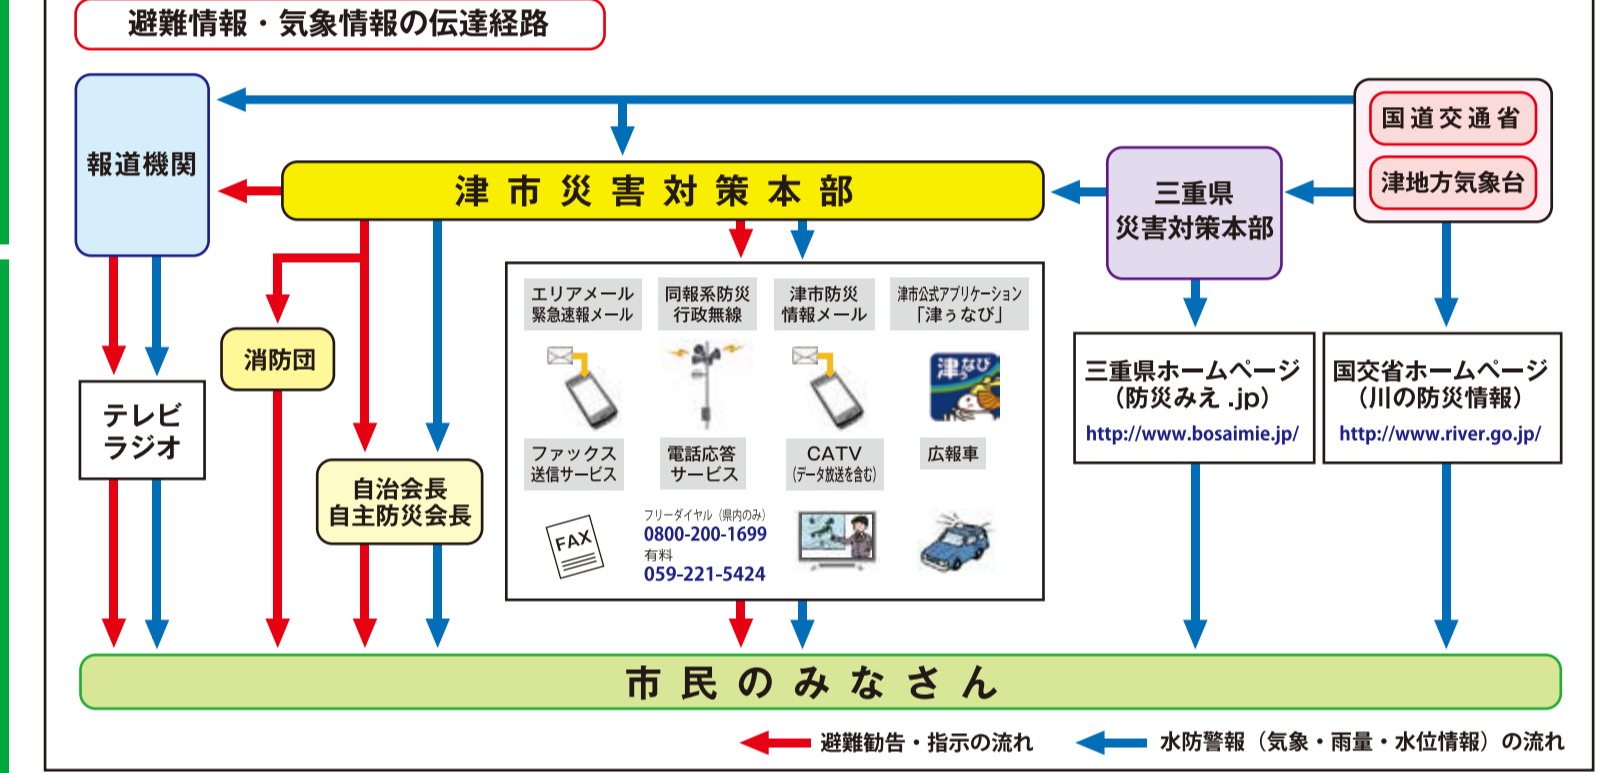 避難情報・気象情報の伝達経路
報道機関
国道交通省
津地方気象台
津市災害対策本部
三重県
災害対策本部
エリアメール
緊急速報メール
同報系防災
行政無線
津市防災
情報メール
津市公式アプリケーション
「津ぅなび」
津ぅなび
消防団
テレビ
ラジオ
自治会長
自主防災会長
ファックス
送信サービス
電話応答
サービス
CATV
(データ放送を含む)
広報車
FAX
フリーダイヤル（県内のみ）
0800-200-1699
有料
059-221-5424
三重県ホームページ
（防災みえ.jp）
http://www.bosaimie.jp/
国交省ホームページ
（川の防災情報）
http://www.river.go.jp/
市民のみなさん
避難勧告・指示の流れ
水防警報（気象・雨量・水位情報）の流れ